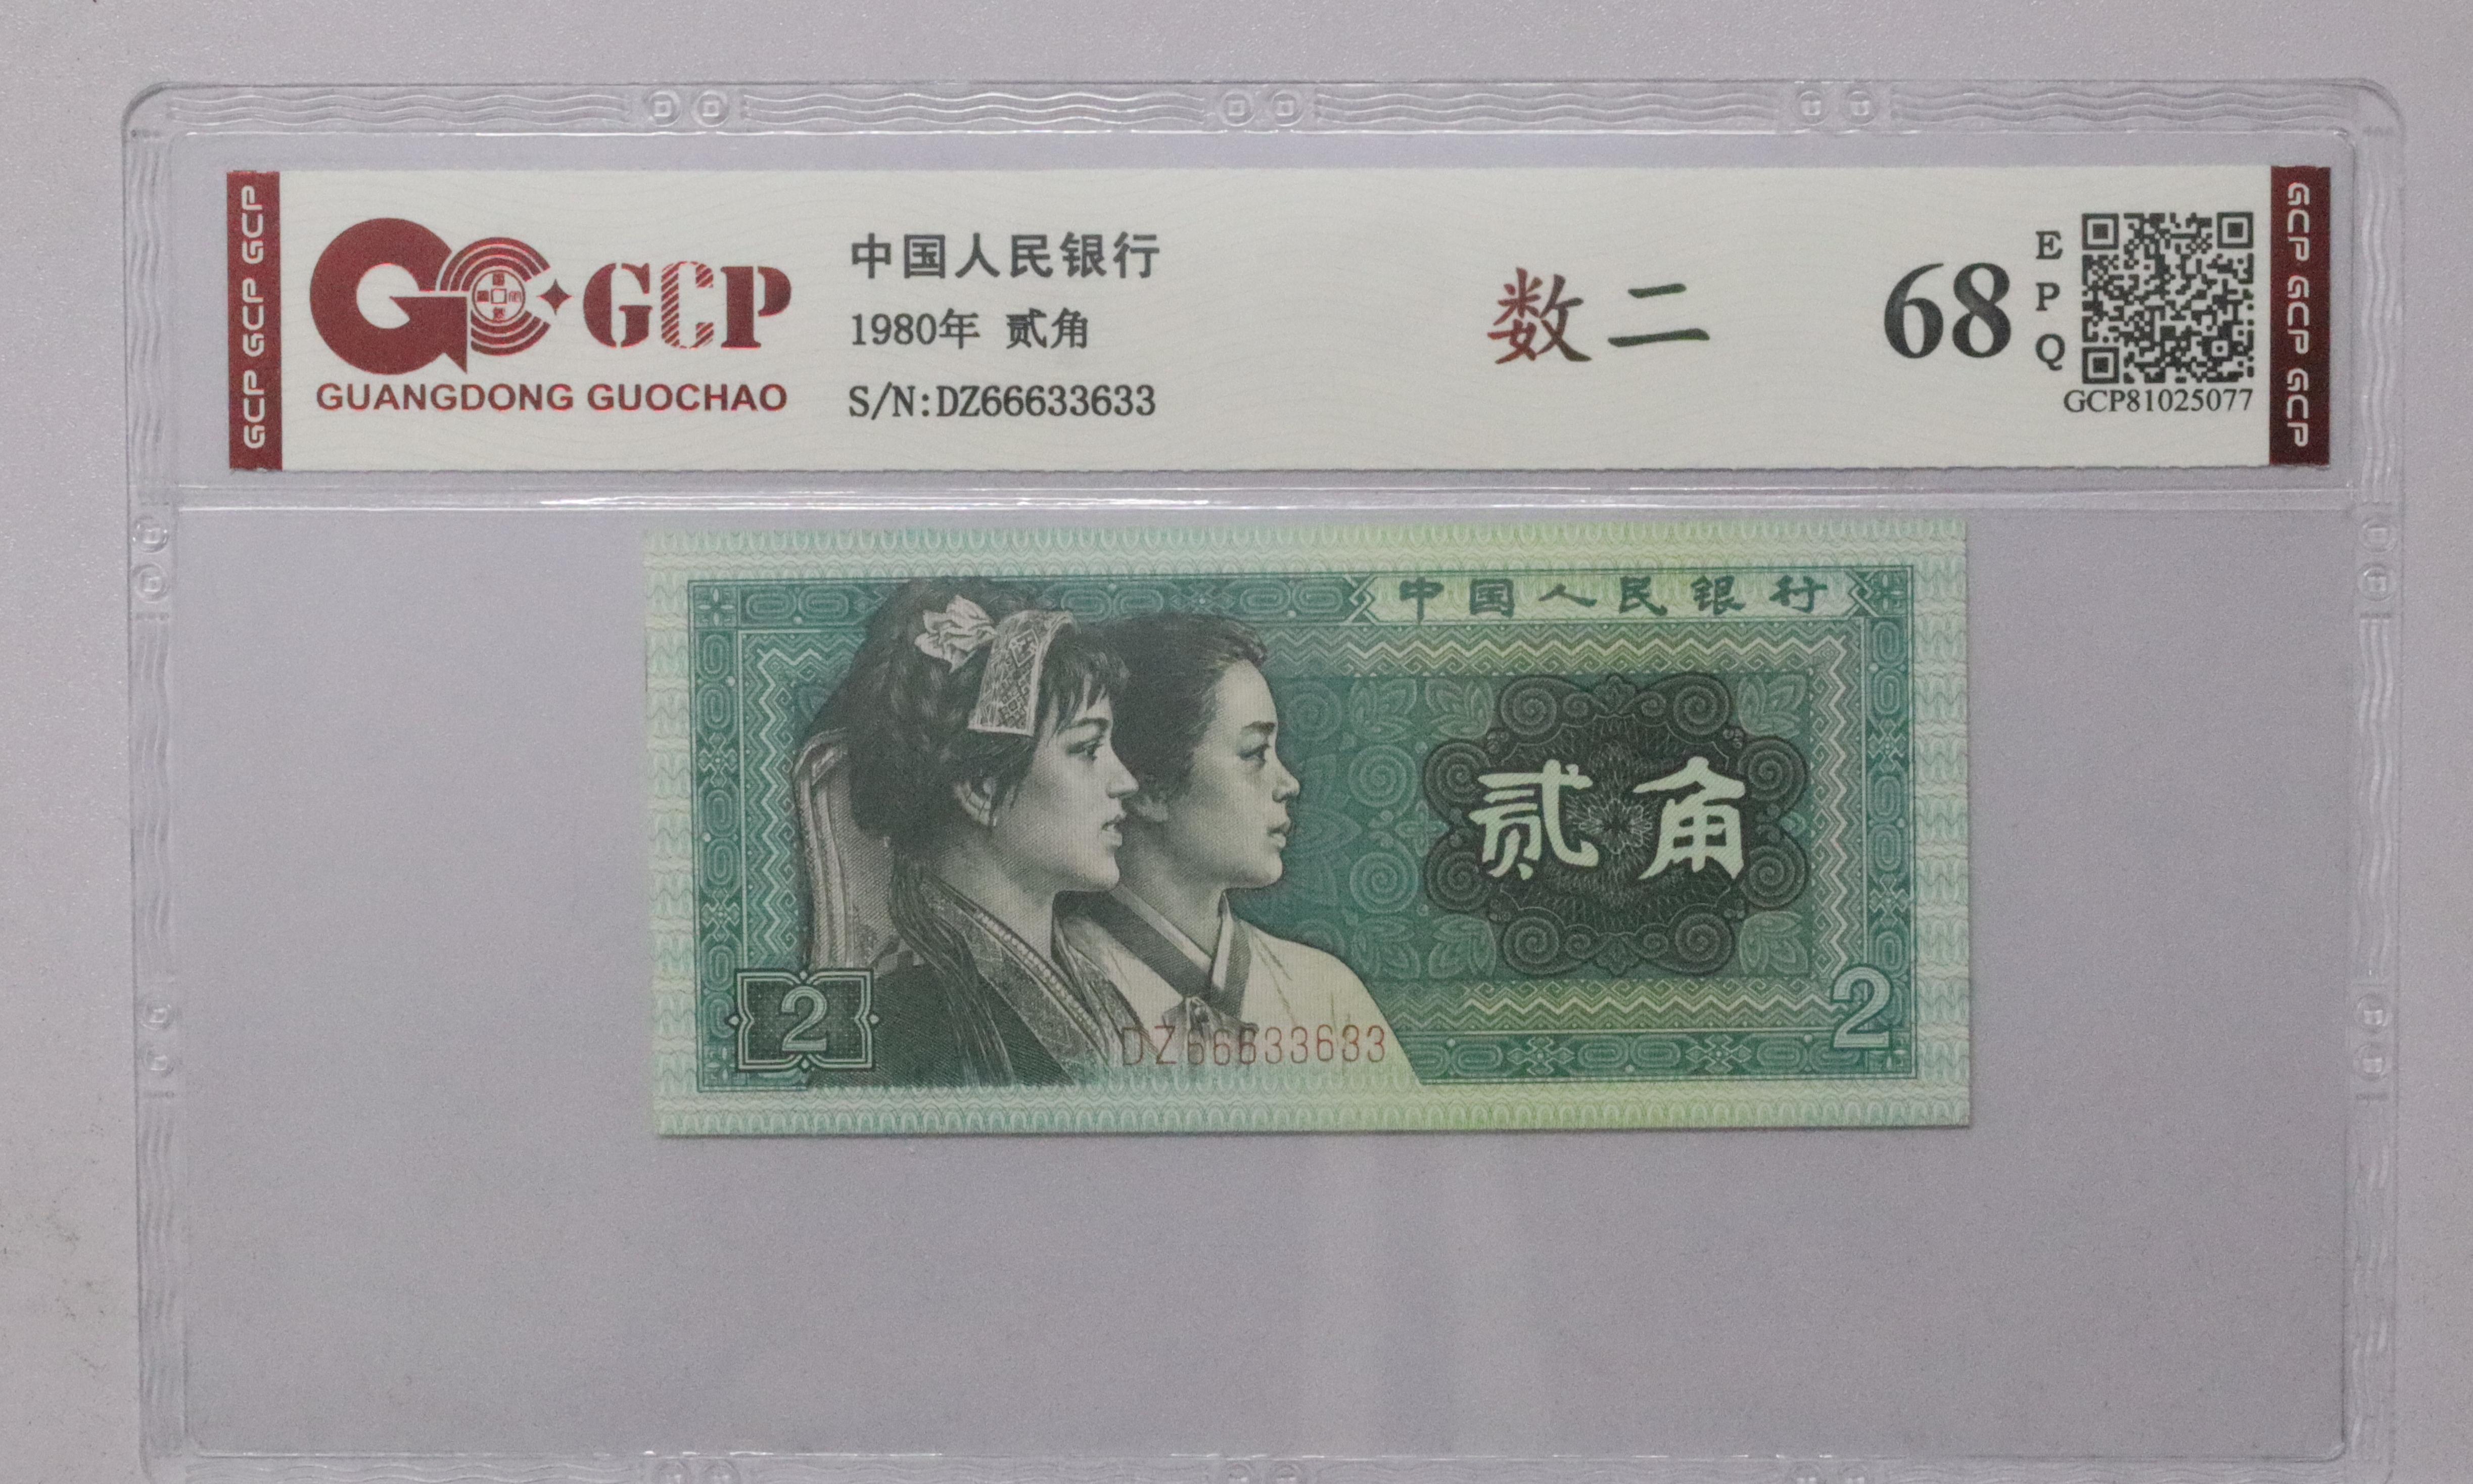 GCP GCP GCP
GCP
GUANGDONG GUOCHAO
中国人民银行
1980年 贰角
S/N:DZ66633633
数二
68
E
P
Q
GCP81025077
GCP GCP GCP
中国人民银行
贰角
2
DZ66633633
2